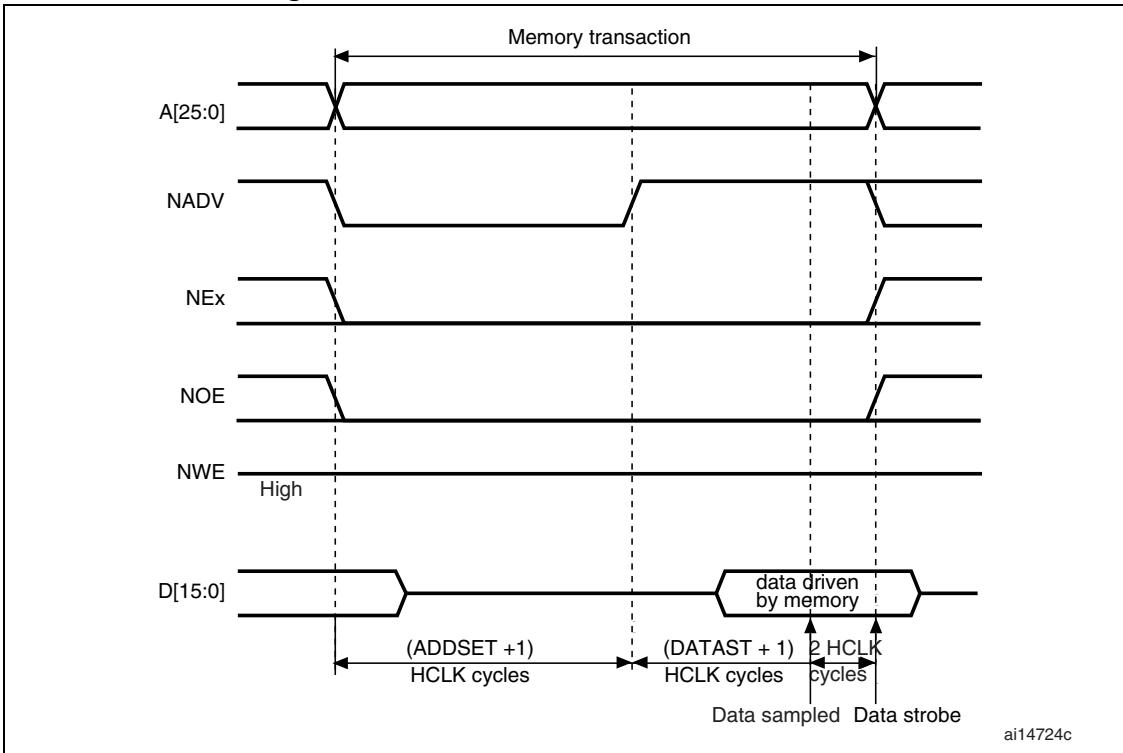 Memory transaction
A[25:0]
NADV
NEx
NOE
NWE
High
D[15:0]
data driven
by memory
(ADDSET +1)
HCLK cycles
(DATAST + 1)
HCLK cycles
2 HCLK
cycles
Data sampled
Data strobe
ai14724c